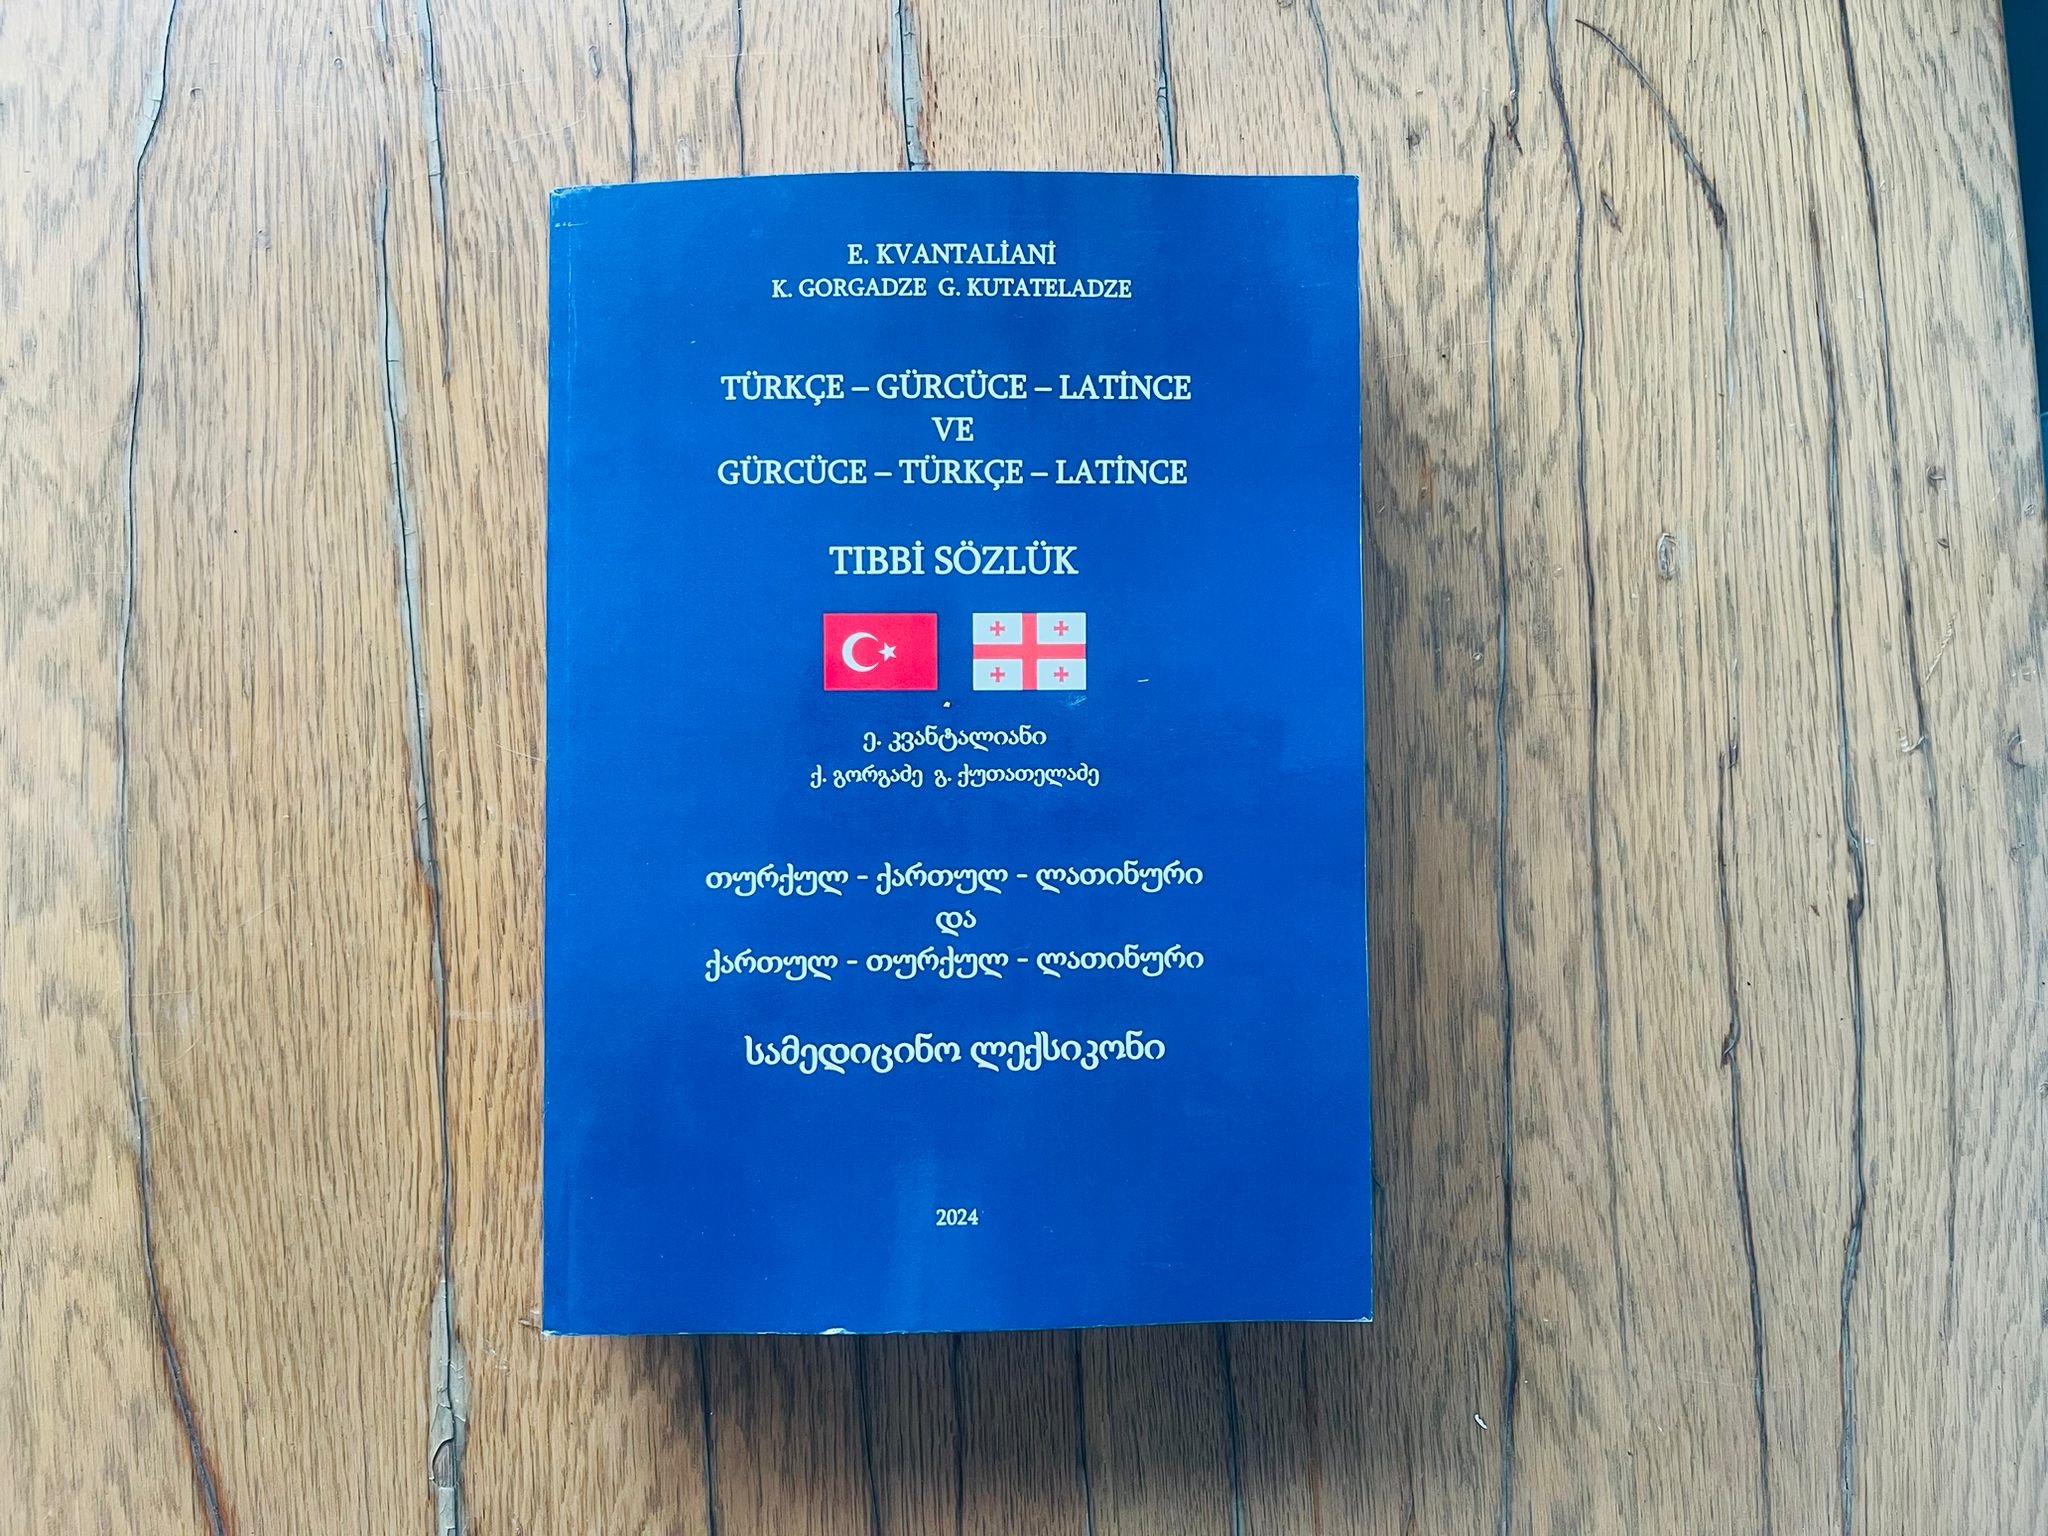 E. KVANTALİANİ
K. GORGADZE G. KUTATELADZE
TÜRKÇE – GÜRCÜCE – LATİNCE
VE
GÜRCÜCE – TÜRKÇE – LATİNCE
TIBBİ SÖZLÜK
ე. კვანტალიანი
ქ. გორგაძე გ. ქუთათელაძე
თურქულ - ქართულ - ლათინური
და
ქართულ - თურქულ - ლათინური
სამედიცინო ლექსიკონი
2024